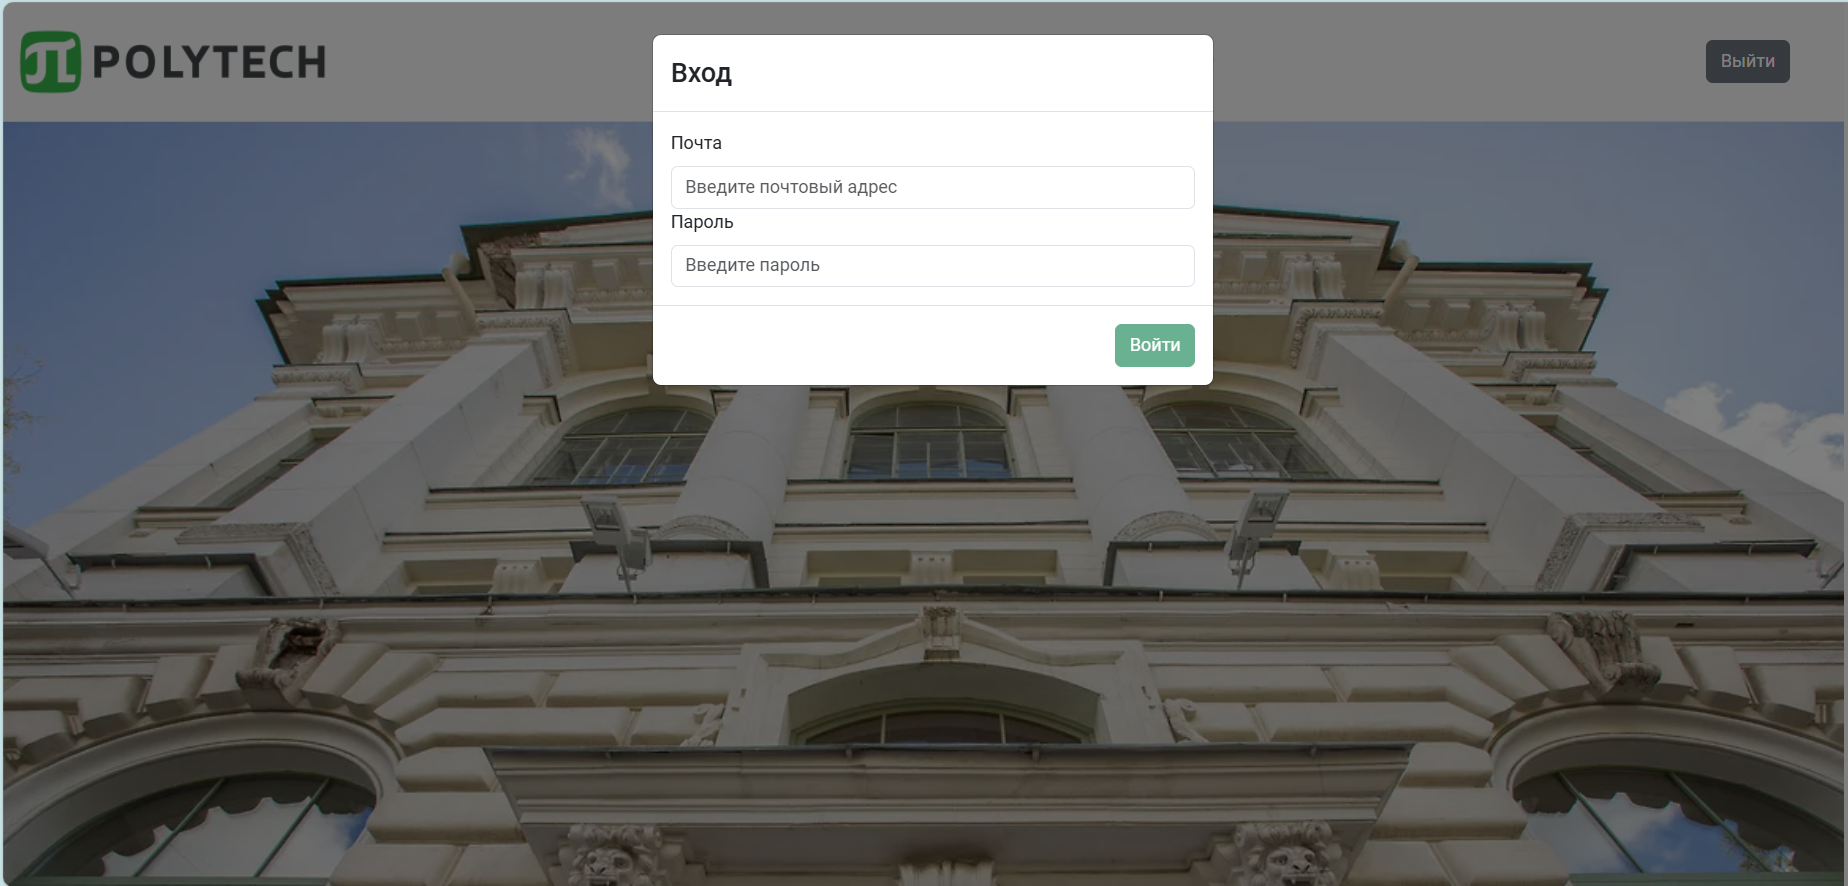 POLYTECH
Выйти
Вход
Почта
Введите почтовый адрес
Пароль
Введите пароль
Войти